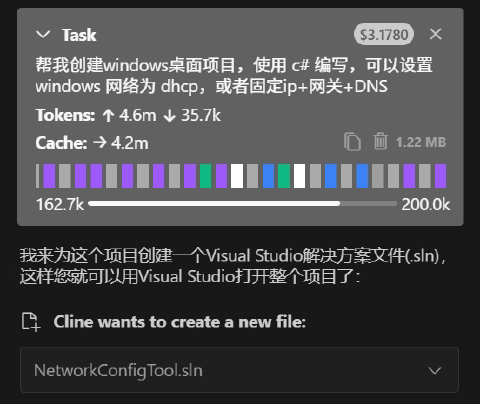 Task $3.1780
帮我创建windows桌面项目，使用 c# 编写，可以设置
windows 网络为 dhcp，或者固定ip+网关+DNS
Tokens: ↑ 4.6m ↓ 35.7k
Cache: → 4.2m 1.22 MB
162.7k 200.0k
我来为这个项目创建一个Visual Studio解决方案文件(.sln)，
这样您就可以用Visual Studio打开整个项目了：
Cline wants to create a new file:
NetworkConfigTool.sln